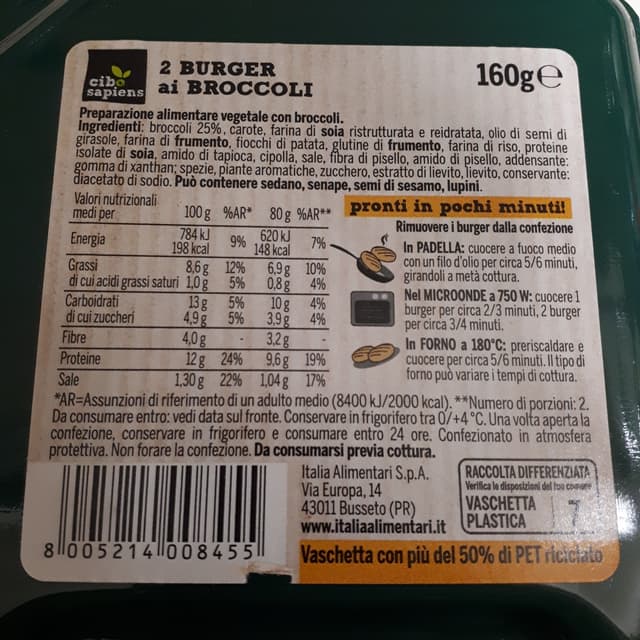 cibo
sapiens
2 BURGER
ai BROCCOLI
160g e
Preparazione alimentare vegetale con broccoli.
Ingredienti: broccoli 25%, carote, farina di soia ristrutturata e reidratata, olio di semi di
girasole, farina di frumento, fiocchi di patata, glutine di frumento, farina di riso, proteine
isolate di soia, amido di tapioca, cipolla, sale, fibra di pisello, amido di pisello, addensante:
gomma di xanthan; spezie, piante aromatiche, zucchero, estratto di lievito, lievito, conservante:
diacetato di sodio. Può contenere sedano, senape, semi di sesamo, lupini.
Valori nutrizionali
medi per 100 g %AR* 80 g %AR**
Energia 784 kJ 9% 620 kJ 7%
198 kcal 148 kcal
Grassi 8,6 g 12% 6,9 g 10%
di cui acidi grassi saturi 1,0 g 5% 0,8 g 4%
Carboidrati 13 g 5% 10 g 4%
di cui zuccheri 4,9 g 5% 3,9 g 4%
Fibre 4,0 g - 3,2 g -
Proteine 12 g 24% 9,6 g 19%
Sale 1,30 g 22% 1,04 g 17%
pronti in pochi minuti!
Rimuovere i burger dalla confezione
In PADELLA: cuocere a fuoco medio
con un filo d'olio per circa 5/6 minuti,
girandoli a metà cottura.
Nel MICROONDE a 750 W: cuocere 1
burger per circa 2/3 minuti, 2 burger
per circa 3/4 minuti.
In FORNO a 180°C: preriscaldare e
cuocere per circa 5/6 minuti. Il tipo di
forno può variare i tempi di cottura.
*AR=Assunzioni di riferimento di un adulto medio (8400 kJ/2000 kcal). **Numero di porzioni: 2.
Da consumare entro: vedi data sul fronte. Conservare in frigorifero tra 0/+4 °C. Una volta aperta la
confezione, conservare in frigorifero e consumare entro 24 ore. Confezionato in atmosfera
protettiva. Non forare la confezione. Da consumarsi previa cottura.
8 005214 008455
Italia Alimentari S.p.A.
Via Europa, 14
43011 Busseto (PR)
www.italiaalimentari.it
RACCOLTA DIFFERENZIATA
Verifica le disposizioni del tuo comune
VASCHETTA
PLASTICA
7
Vaschetta con più del 50% di PET riciclato